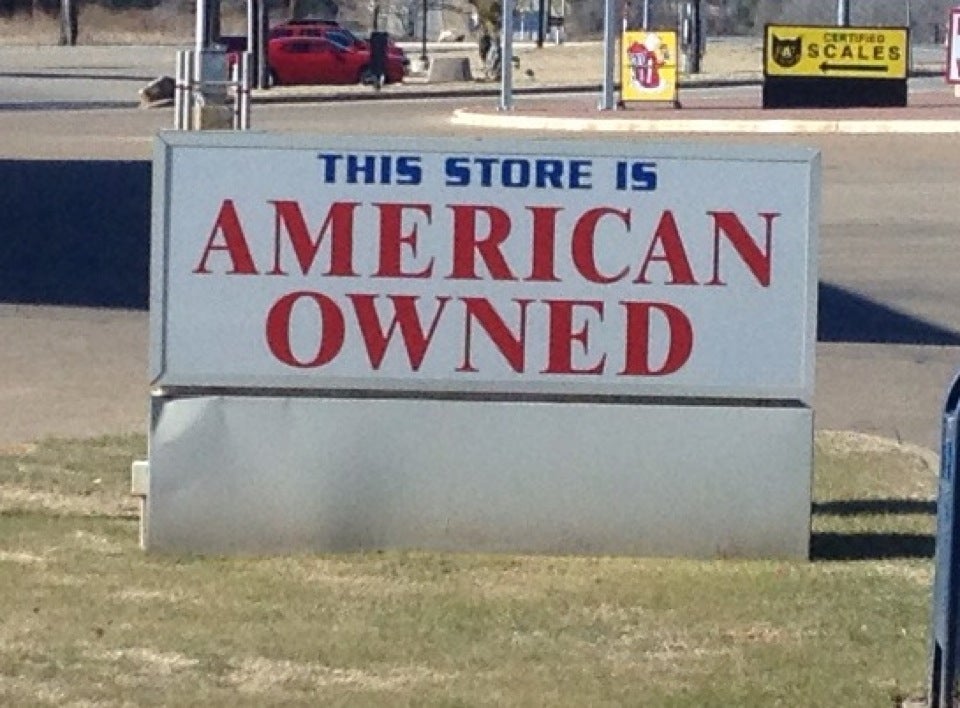 CERTIFIED
SCALES
THIS STORE IS
AMERICAN
OWNED